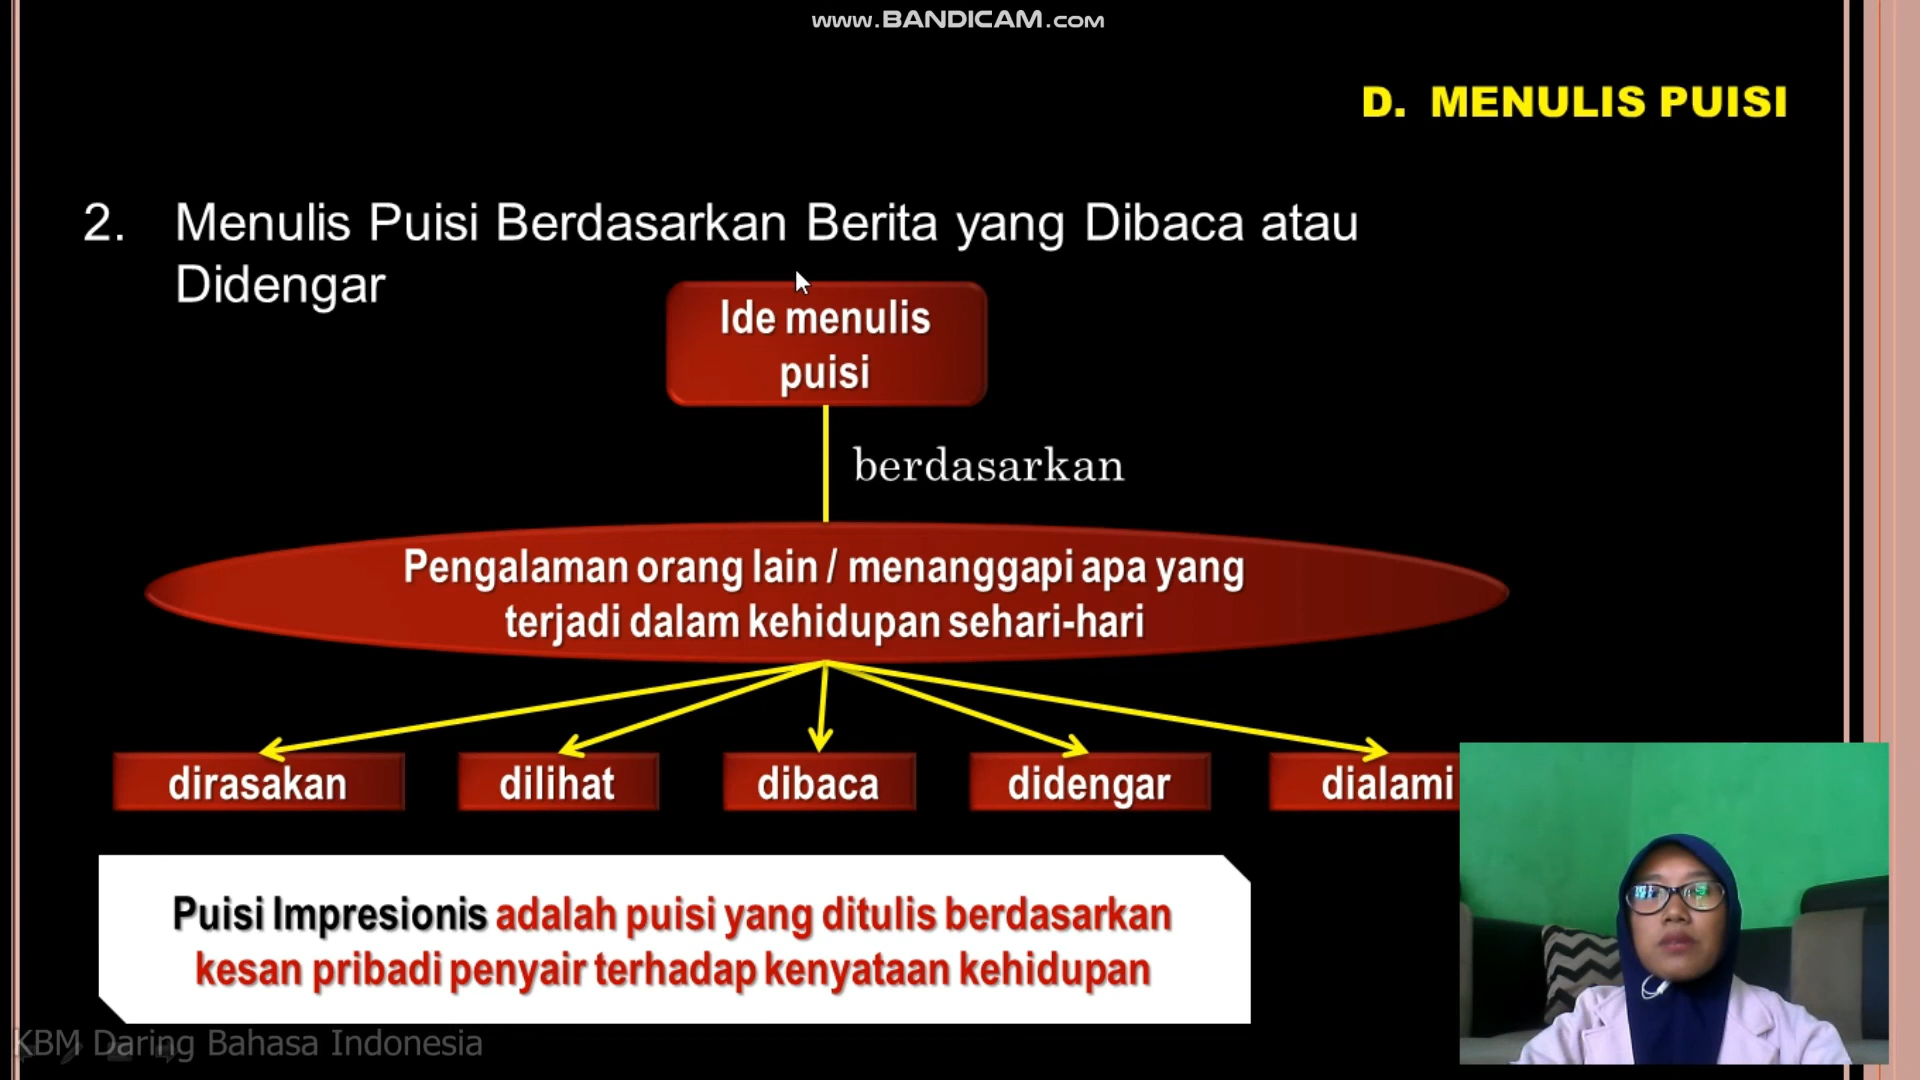 www.BANDICAM.com
D. MENULIS PUISI
2. Menulis Puisi Berdasarkan Berita yang Dibaca atau
Didengar
Ide menulis
puisi
berdasarkan
Pengalaman orang lain / menanggapi apa yang
terjadi dalam kehidupan sehari-hari
dirasakan
dilihat
dibaca
didengar
dialami
Puisi Impresionis adalah puisi yang ditulis berdasarkan
kesan pribadi penyair terhadap kenyataan kehidupan
KBM Daring Bahasa Indonesia